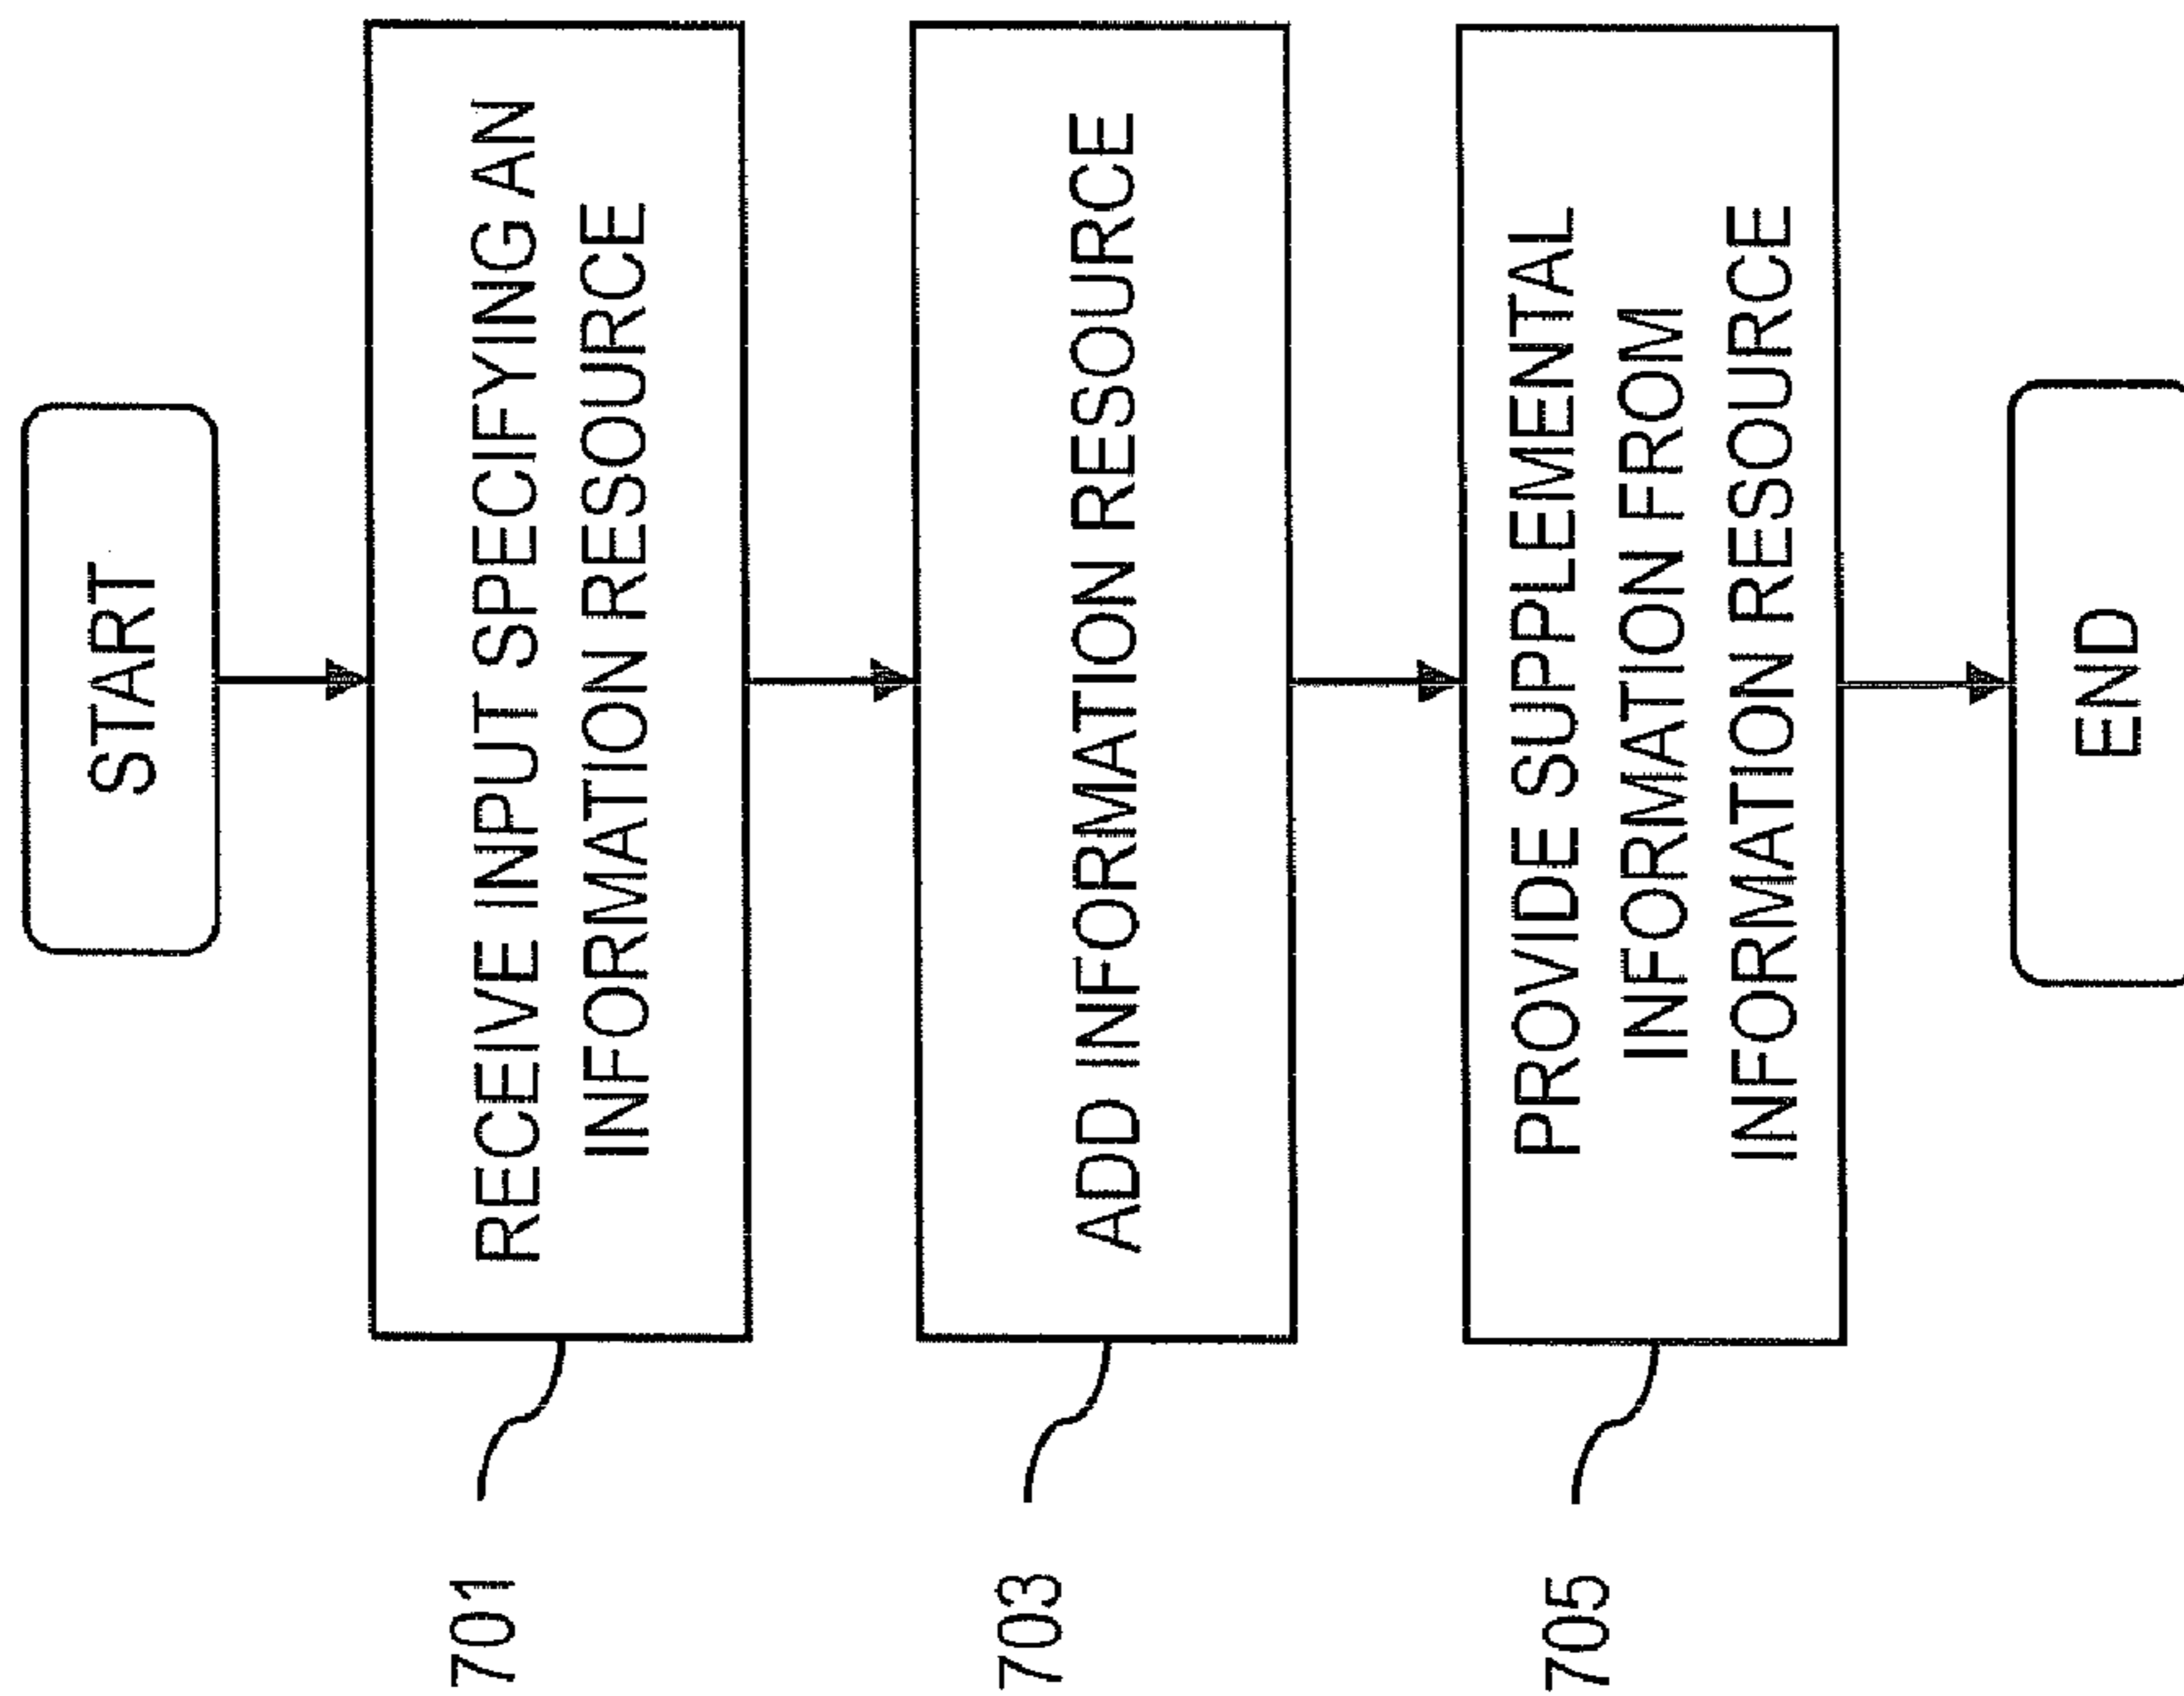 START
701
RECEIVE INPUT SPECIFYING AN
INFORMATION RESOURCE
703
ADD INFORMATION RESOURCE
705
PROVIDE SUPPLEMENTAL
INFORMATION FROM
INFORMATION RESOURCE
END